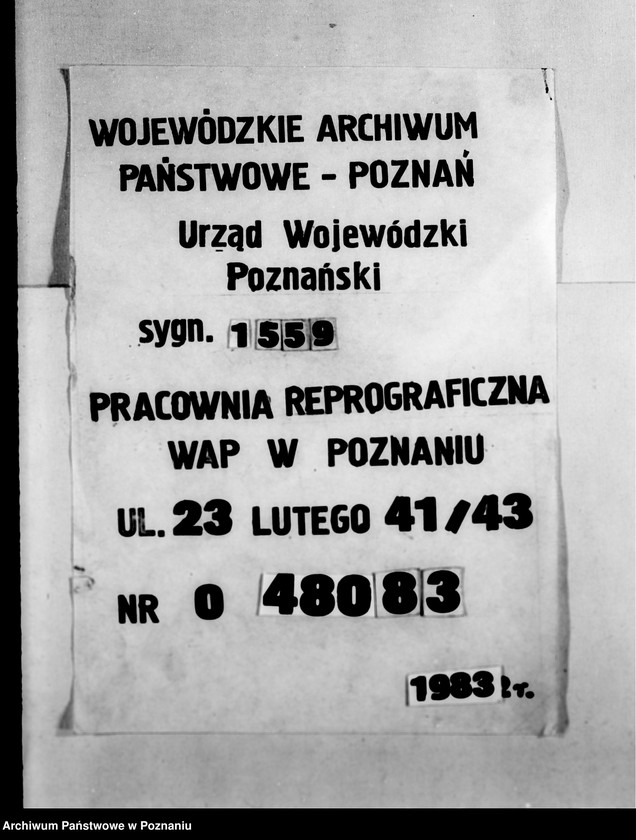 WOJEWÓDZKIE ARCHIWUM
PAŃSTWOWE - POZNAŃ
Urząd Wojewódzki
Poznański
sygn. 1559
PRACOWNIA REPROGRAFICZNA
WAP W POZNANIU
UL. 23 LUTEGO 41/43
NR 0 48083
1983 r.
Archiwum Państwowe w Poznaniu